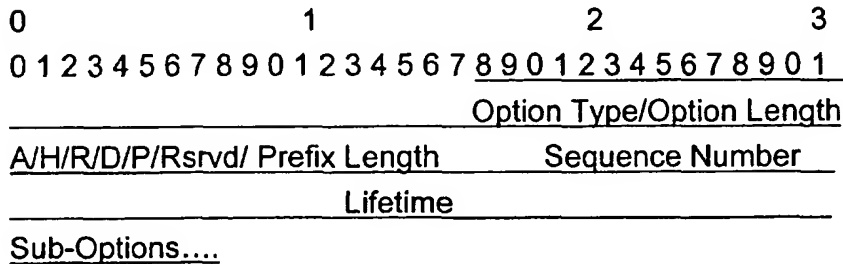 0 1 2 3
0 1 2 3 4 5 6 7 8 9 0 1 2 3 4 5 6 7 8 9 0 1 2 3 4 5 6 7 8 9 0 1
Option Type/Option Length
A/H/R/D/P/Rsrvd/ Prefix Length Sequence Number
Lifetime
Sub-Options....